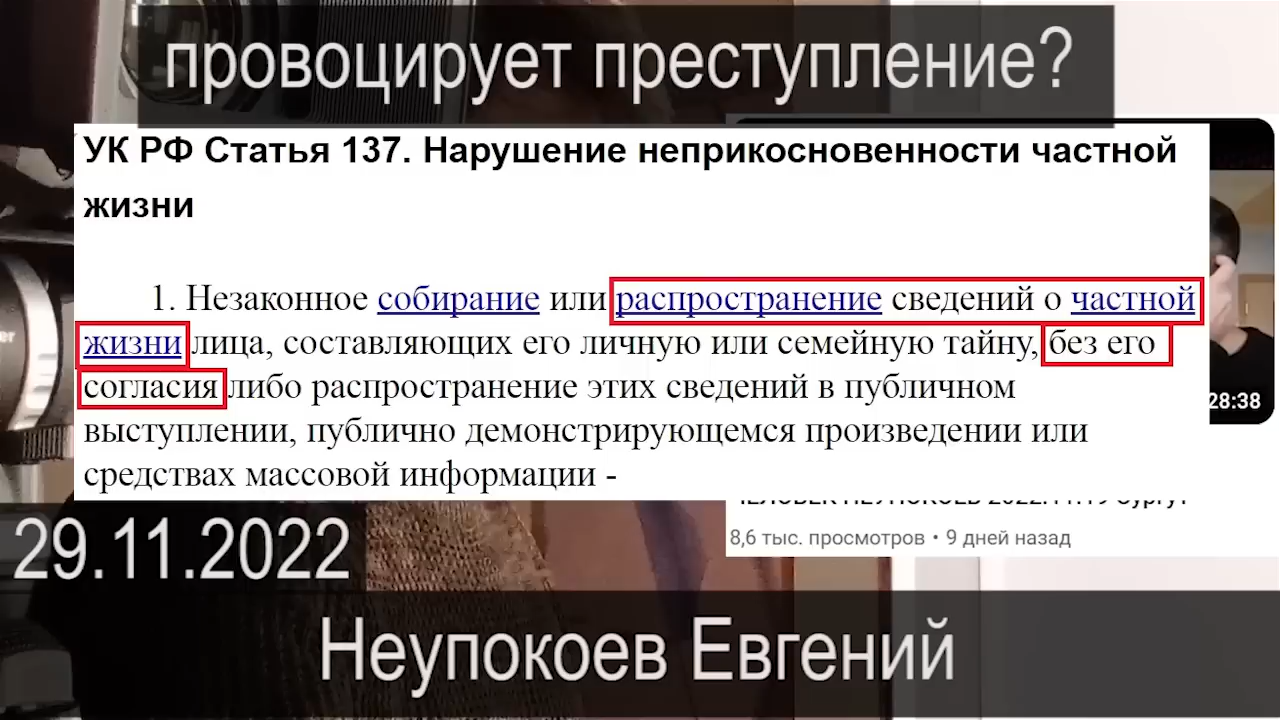 провоцирует преступление?
УК РФ Статья 137. Нарушение неприкосновенности частной
жизни
1. Незаконное собирание или распространение сведений о частной
жизни лица, составляющих его личную или семейную тайну, без его
согласия либо распространение этих сведений в публичном
выступлении, публично демонстрирующемся произведении или
средствах массовой информации -
28:38
8,6 тыс. просмотров • 9 дней назад
29.11.2022
Неупокоев Евгений